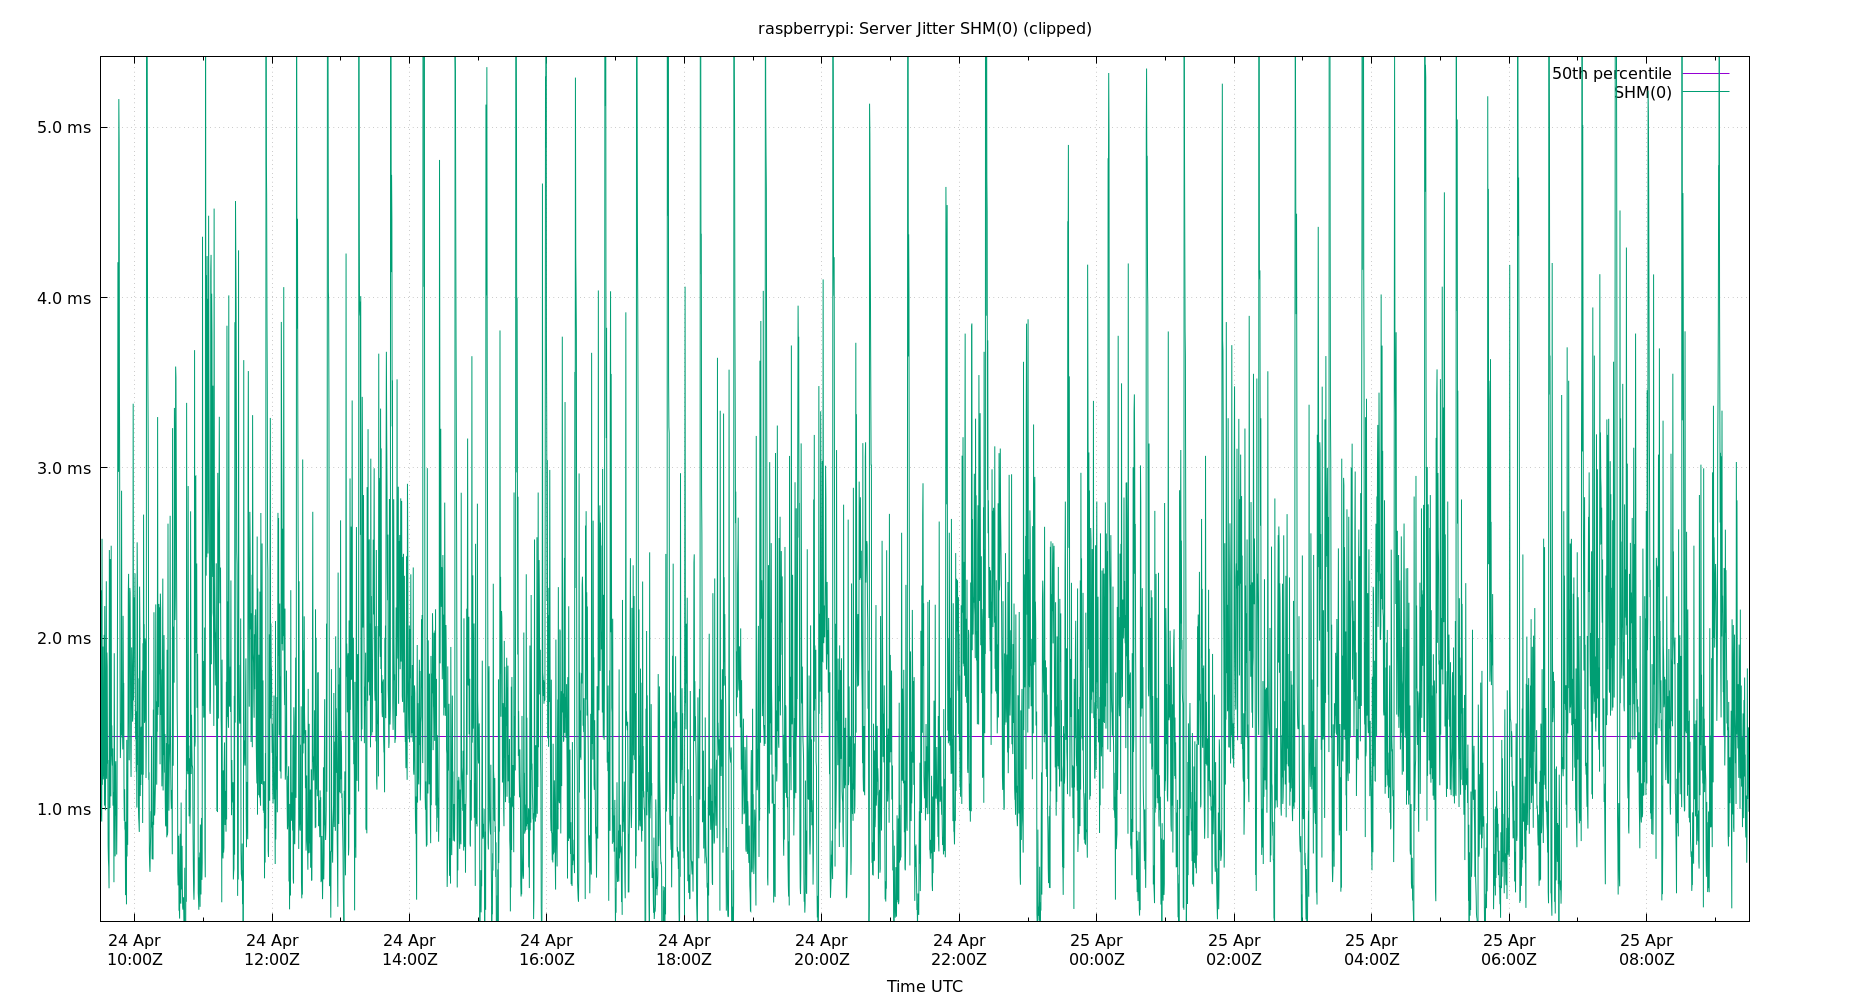 raspberrypi: Server Jitter SHM(0) (clipped)
50th percentile
SHM(0)
5.0 ms
4.0 ms
3.0 ms
2.0 ms
1.0 ms
24 Apr 24 Apr 24 Apr 24 Apr 24 Apr 24 Apr 24 Apr 25 Apr 25 Apr 25 Apr 25 Apr 25 Apr
10:00Z 12:00Z 14:00Z 16:00Z 18:00Z 20:00Z 22:00Z 00:00Z 02:00Z 04:00Z 06:00Z 08:00Z
Time UTC